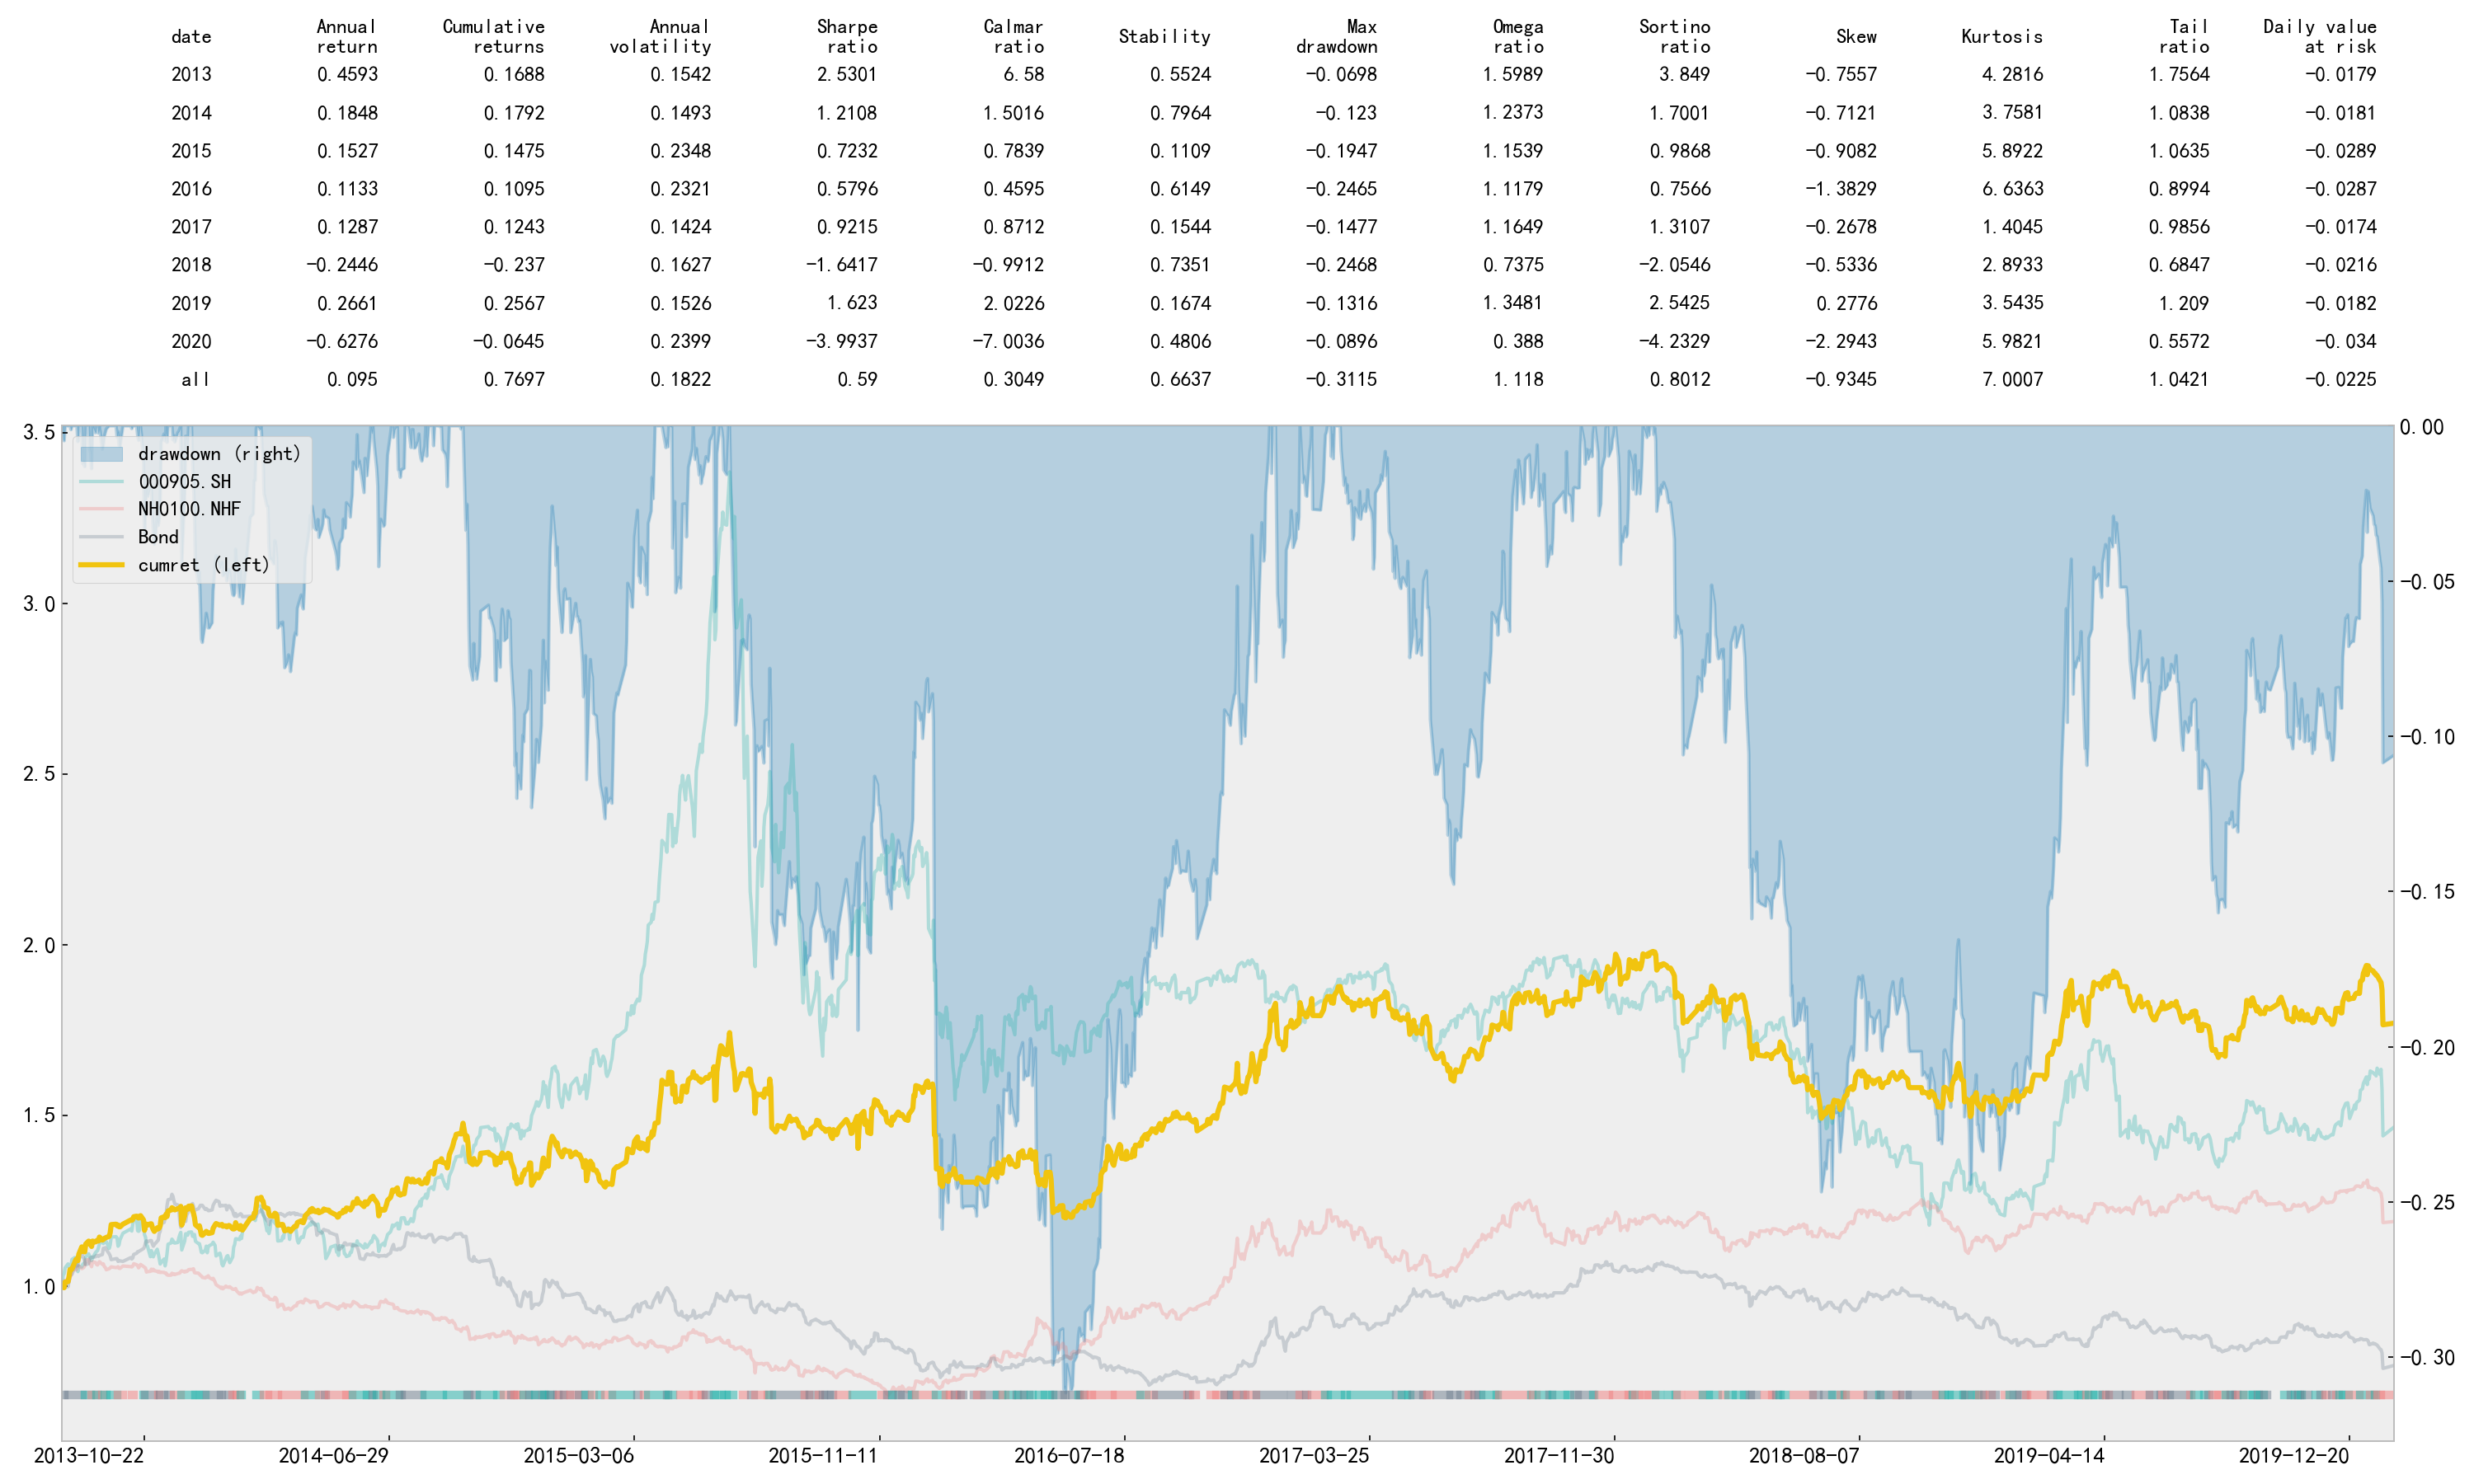 date Annual return Cumulative returns Annual volatility Sharpe ratio Calmar ratio Stability Max drawdown Omega ratio Sortino ratio Skew Kurtosis Tail ratio Daily value at risk
2013 0.4593 0.1688 0.1542 2.5301 6.58 0.5524 -0.0698 1.5989 3.849 -0.7557 4.2816 1.7564 -0.0179
2014 0.1848 0.1792 0.1493 1.2108 1.5016 0.7964 -0.123 1.2373 1.7001 -0.7121 3.7581 1.0838 -0.0181
2015 0.1527 0.1475 0.2348 0.7232 0.7839 0.1109 -0.1947 1.1539 0.9868 -0.9082 5.8922 1.0635 -0.0289
2016 0.1133 0.1095 0.2321 0.5796 0.4595 0.6149 -0.2465 1.1179 0.7566 -1.3829 6.6363 0.8994 -0.0287
2017 0.1287 0.1243 0.1424 0.9215 0.8712 0.1544 -0.1477 1.1649 1.3107 -0.2678 1.4045 0.9856 -0.0174
2018 -0.2446 -0.237 0.1627 -1.6417 -0.9912 0.7351 -0.2468 0.7375 -2.0546 -0.5336 2.8933 0.6847 -0.0216
2019 0.2661 0.2567 0.1526 1.623 2.0226 0.1674 -0.1316 1.3481 2.5425 0.2776 3.5435 1.209 -0.0182
2020 -0.6276 -0.0645 0.2399 -3.9937 -7.0036 0.4806 -0.0896 0.388 -4.2329 -2.2943 5.9821 0.5572 -0.034
all 0.095 0.7697 0.1822 0.59 0.3049 0.6637 -0.3115 1.118 0.8012 -0.9345 7.0007 1.0421 -0.0225
3.5
3.0
2.5
2.0
1.5
1.0
drawdown (right)
000905.SH
NH0100.NHF
Bond
cumret (left)
0.00
-0.05
-0.10
-0.15
-0.20
-0.25
-0.30
2013-10-22 2014-06-29 2015-03-06 2015-11-11 2016-07-18 2017-03-25 2017-11-30 2018-08-07 2019-04-14 2019-12-20